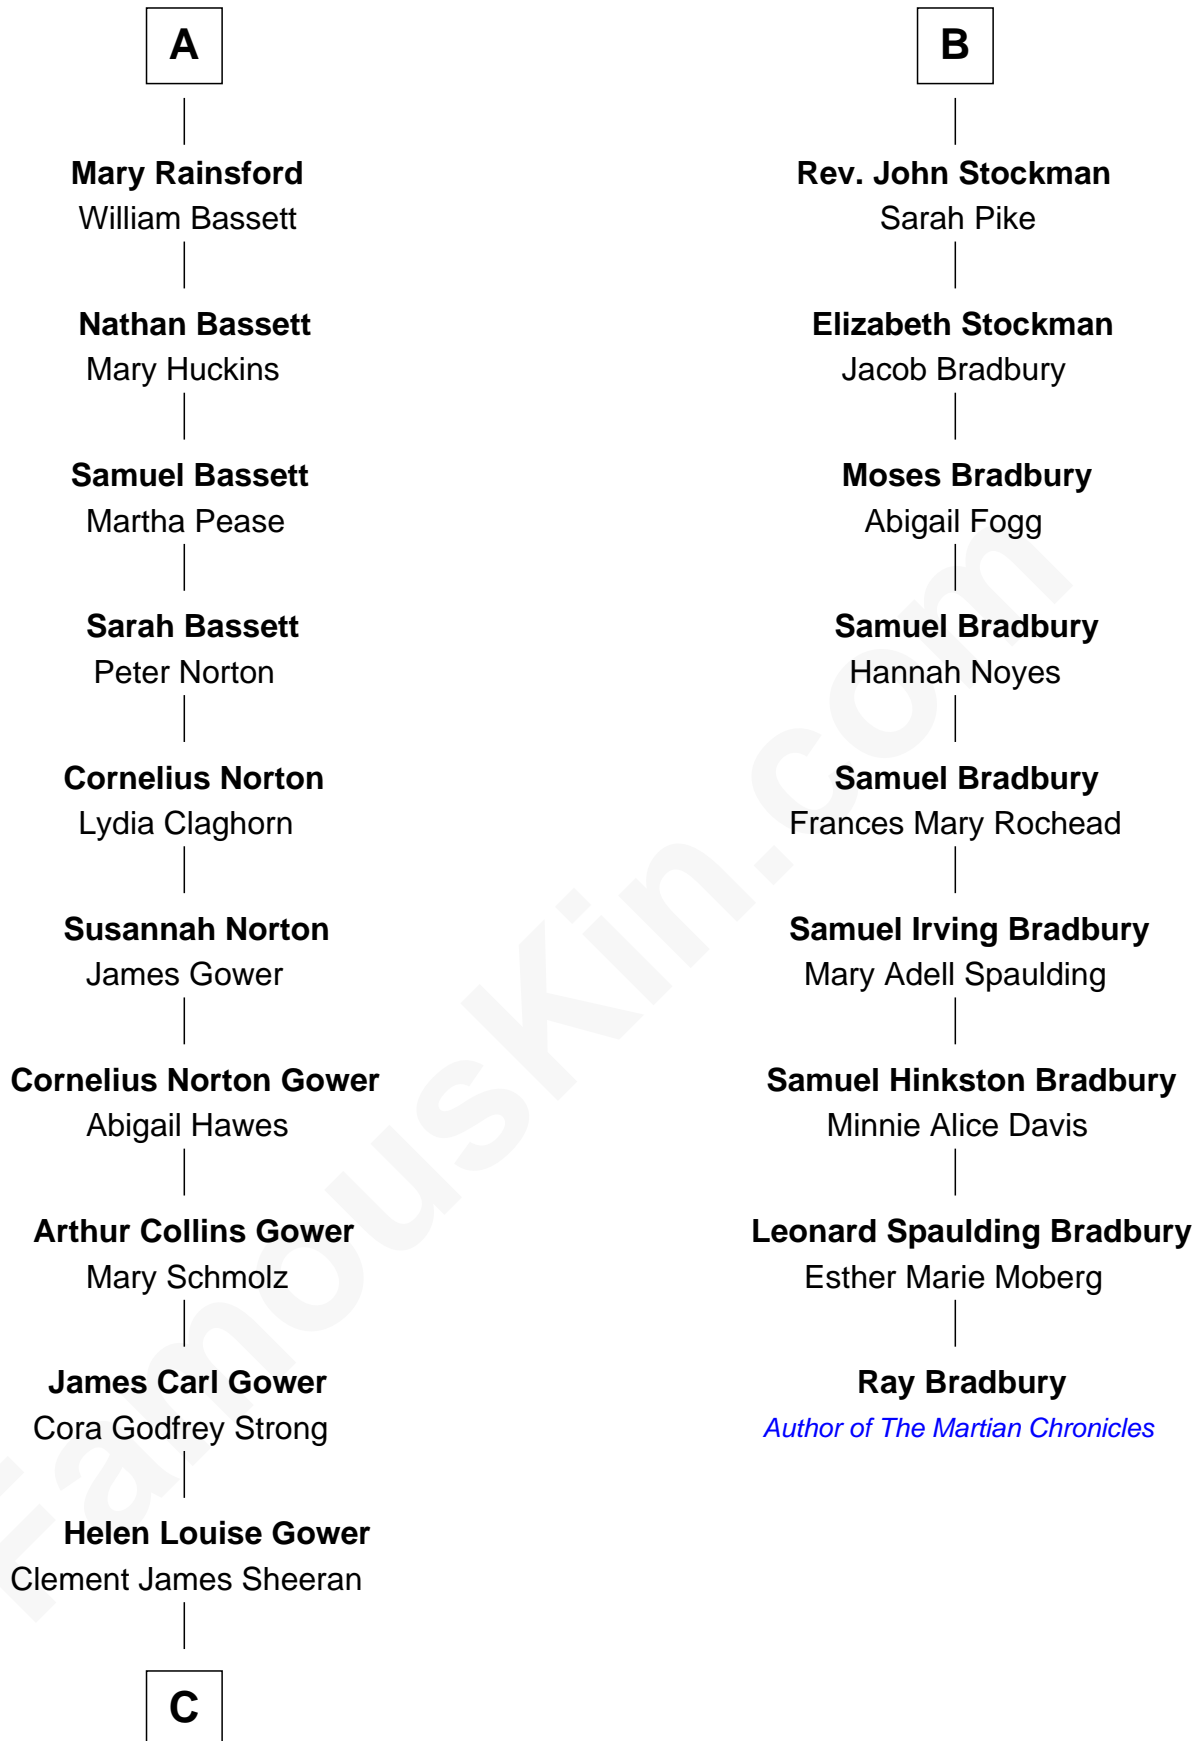 A
Mary Rainsford
William Bassett
Nathan Bassett
Mary Huckins
Samuel Bassett
Martha Pease
Sarah Bassett
Peter Norton
Cornelius Norton
Lydia Claghorn
Susannah Norton
James Gower
Cornelius Norton Gower
Abigail Hawes
Arthur Collins Gower
Mary Schmolz
James Carl Gower
Cora Godfrey Strong
Helen Louise Gower
Clement James Sheeran
C
B
Rev. John Stockman
Sarah Pike
Elizabeth Stockman
Jacob Bradbury
Moses Bradbury
Abigail Fogg
Samuel Bradbury
Hannah Noyes
Samuel Bradbury
Frances Mary Rochead
Samuel Irving Bradbury
Mary Adell Spaulding
Samuel Hinkston Bradbury
Minnie Alice Davis
Leonard Spaulding Bradbury
Esther Marie Moberg
Ray Bradbury
Author of The Martian Chronicles
FamousKin.com